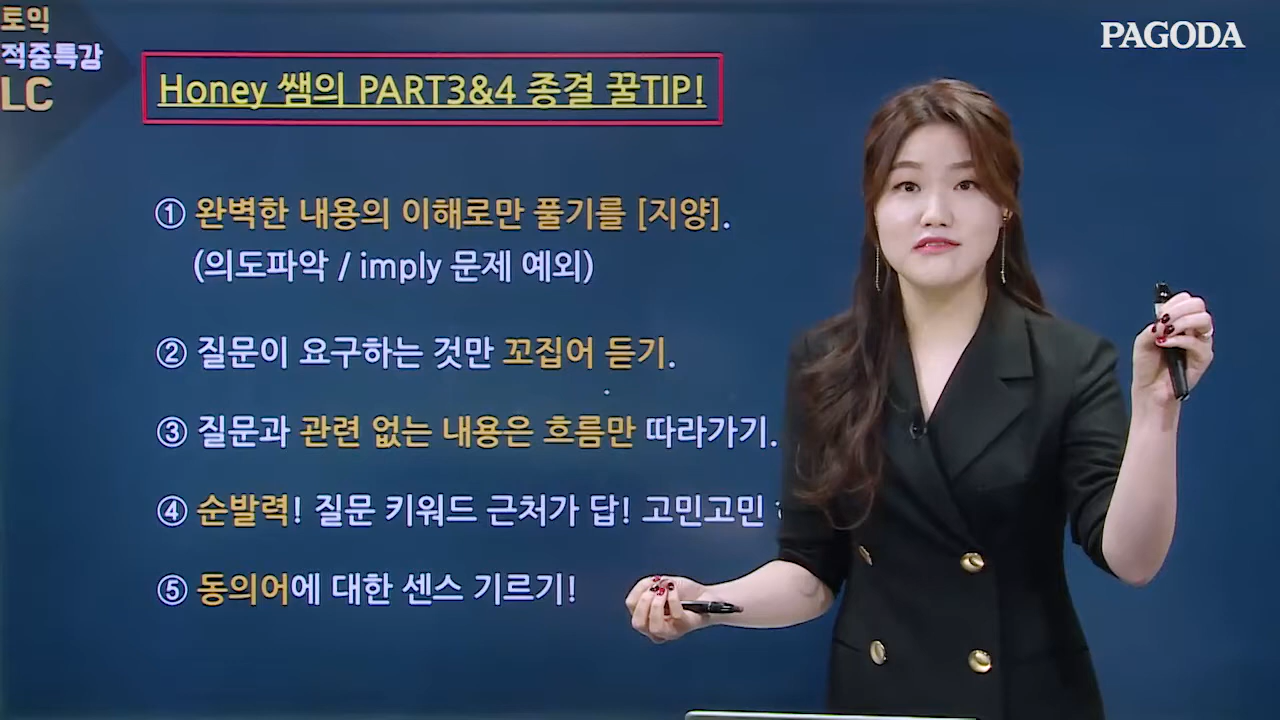 토익
적중특강
LC
PAGODA
Honey 쌤의 PART3&4 종결 꿀TIP!
① 완벽한 내용의 이해로만 풀기를 [지양].
(의도파악 / imply 문제 예외)
② 질문이 요구하는 것만 꼬집어 듣기.
③ 질문과 관련 없는 내용은 흐름만 따라가기.
④ 순발력! 질문 키워드 근처가 답! 고민고민
⑤ 동의어에 대한 센스 기르기!